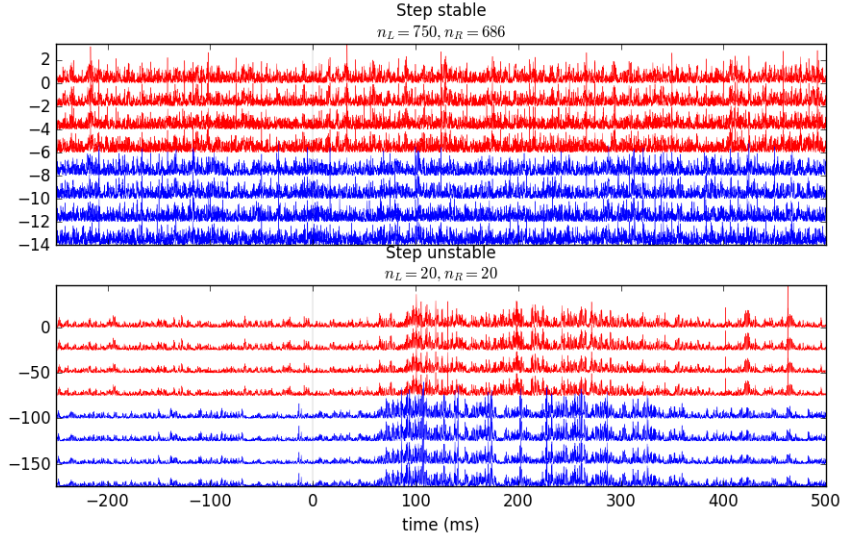 Step stable
n_L = 750, n_R = 686
2
0
−2
−4
−6
−8
−10
−12
−14
Step unstable
n_L = 20, n_R = 20
0
−50
−100
−150
−200 −100 0 100 200 300 400 500
time (ms)